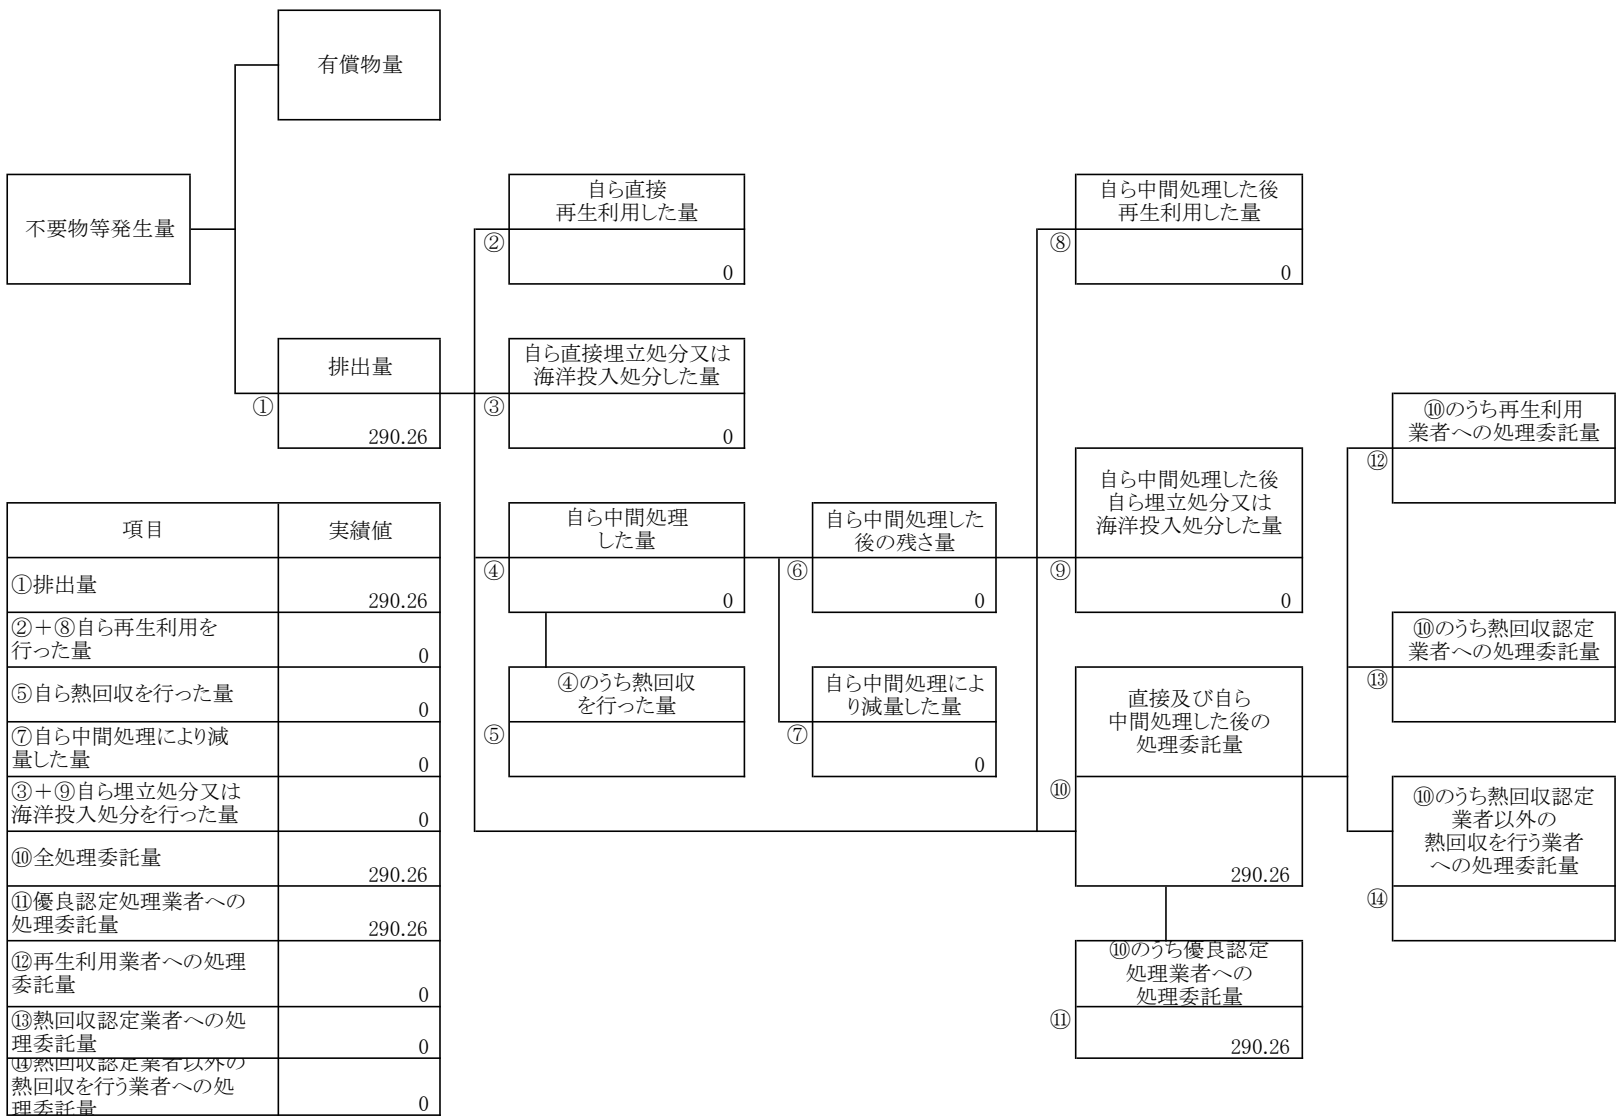 有償物量
不要物等発生量
自ら直接
再生利用した量
②
0
自ら中間処理した後
再生利用した量
⑧
0
排出量
①
290.26
自ら直接埋立処分又は
海洋投入処分した量
③
0
自ら中間処理
した量
④
0
自ら中間処理した
後の残さ量
⑥
0
自ら中間処理した後
自ら埋立処分又は
海洋投入処分した量
⑨
0
④のうち熱回収
を行った量
⑤
自ら中間処理によ
り減量した量
⑦
0
直接及び自ら
中間処理した後の
処理委託量
⑩
290.26
⑩のうち優良認定
処理業者への
処理委託量
⑪
290.26
⑩のうち再生利用
業者への処理委託量
⑫
⑩のうち熱回収認定
業者への処理委託量
⑬
⑩のうち熱回収認定
業者以外の
熱回収を行う業者
への処理委託量
⑭
項目 実績値
①排出量
290.26
②＋⑧自ら再生利用を
行った量
0
⑤自ら熱回収を行った量
0
⑦自ら中間処理により減
量した量
0
③＋⑨自ら埋立処分又は
海洋投入処分を行った量
0
⑩全処理委託量
290.26
⑪優良認定処理業者への
処理委託量
290.26
⑫再生利用業者への処理
委託量
0
⑬熱回収認定業者への処
理委託量
0
⑭熱回収認定業者以外の
熱回収を行う業者への処
理委託量
0